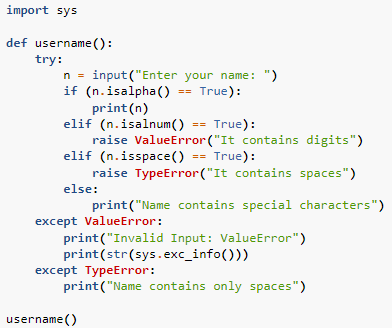 import sys
def username():
    try:
        n = input("Enter your name: ")
        if (n.isalpha() == True):
            print(n)
        elif (n.isalnum() == True):
            raise ValueError("It contains digits")
        elif (n.isspace() == True):
            raise TypeError("It contains spaces")
        else:
            print("Name contains special characters")
    except ValueError:
        print("Invalid Input: ValueError")
        print(str(sys.exc_info()))
    except TypeError:
        print("Name contains only spaces")
username()